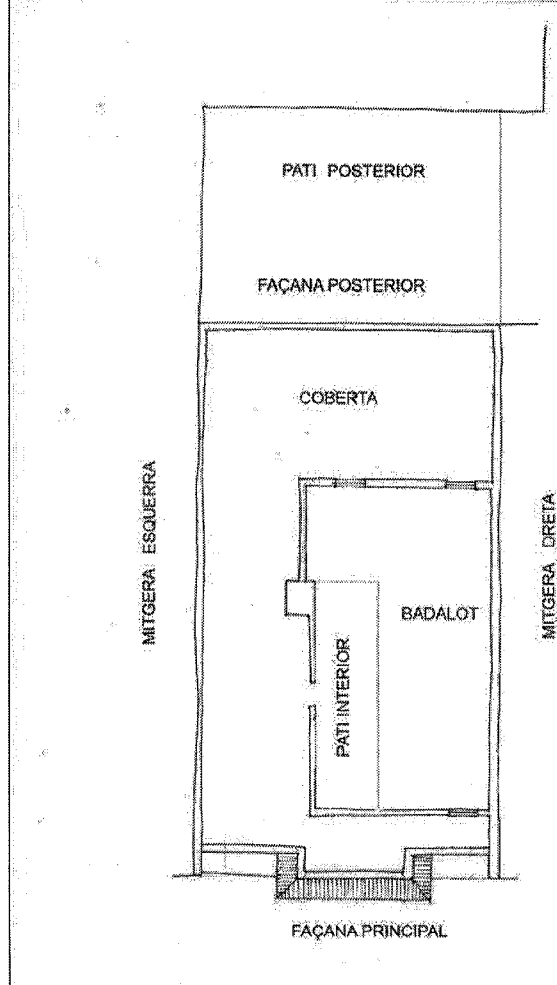 PATI POSTERIOR
FAÇANA POSTERIOR
COBERTA
MITGERA ESQUERRA
MITGERA DRETA
BADALOT
PATI INTERIOR
FAÇANA PRINCIPAL